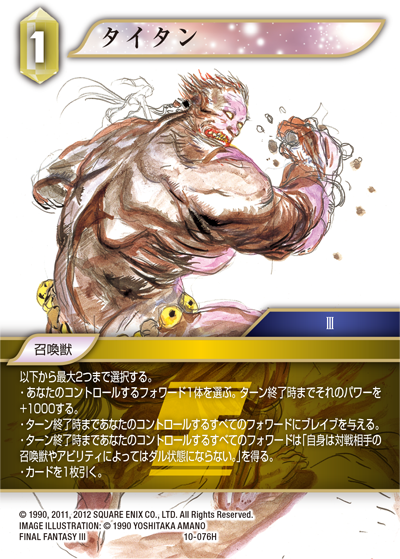 1
タイタン
III
召喚獣
以下から最大2つまで選択する。
・あなたのコントロールするフォワード1体を選ぶ。ターン終了時までそれのパワーを
+1000する。
・ターン終了時まであなたのコントロールするすべてのフォワードにブレイブを与える。
・ターン終了時まであなたのコントロールするすべてのフォワードは「自身は対戦相手の
召喚獣やアビリティによってはダル状態にならない。」を得る。
・カードを1枚引く。
© 1990, 2011, 2012 SQUARE ENIX CO., LTD. All Rights Reserved.
IMAGE ILLUSTRATION: © 1990 YOSHITAKA AMANO
FINAL FANTASY III 10-076H